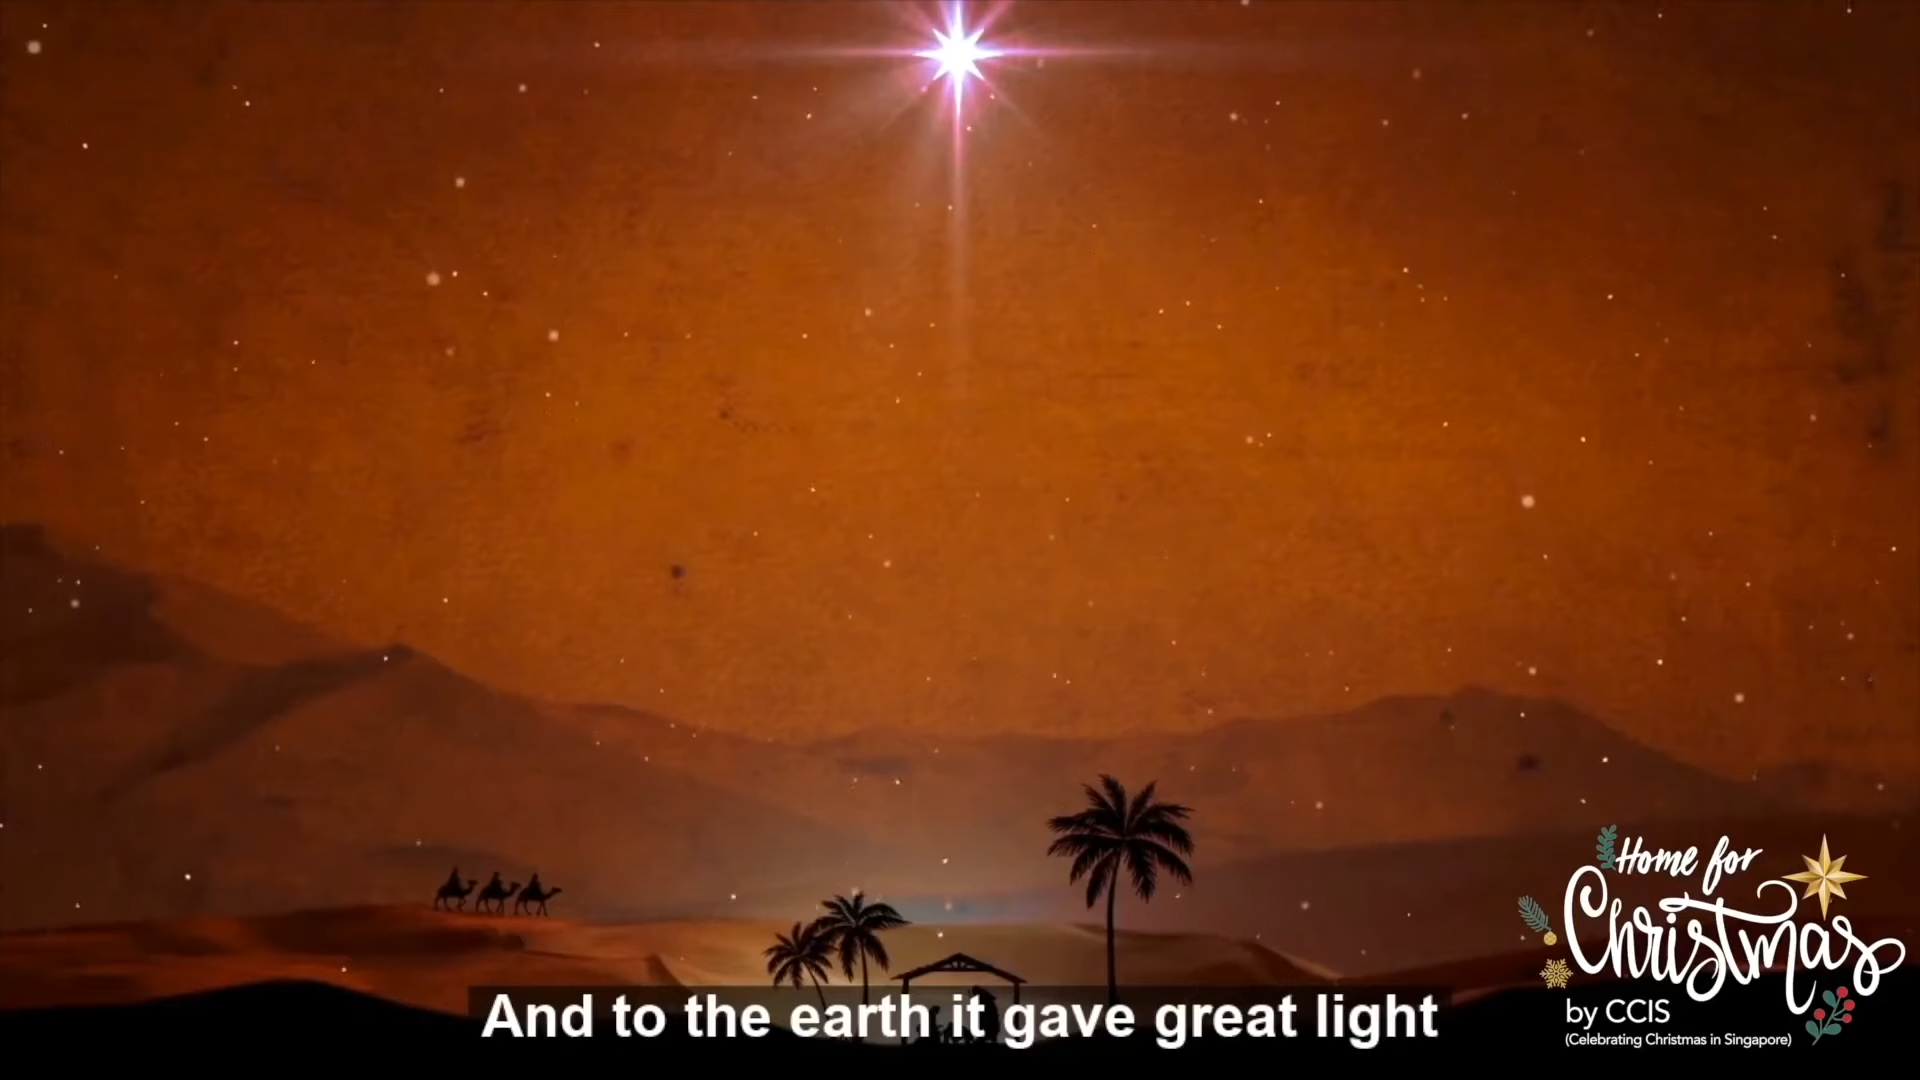 Home for
Christmas
by CCIS
(Celebrating Christmas in Singapore)
And to the earth it gave great light